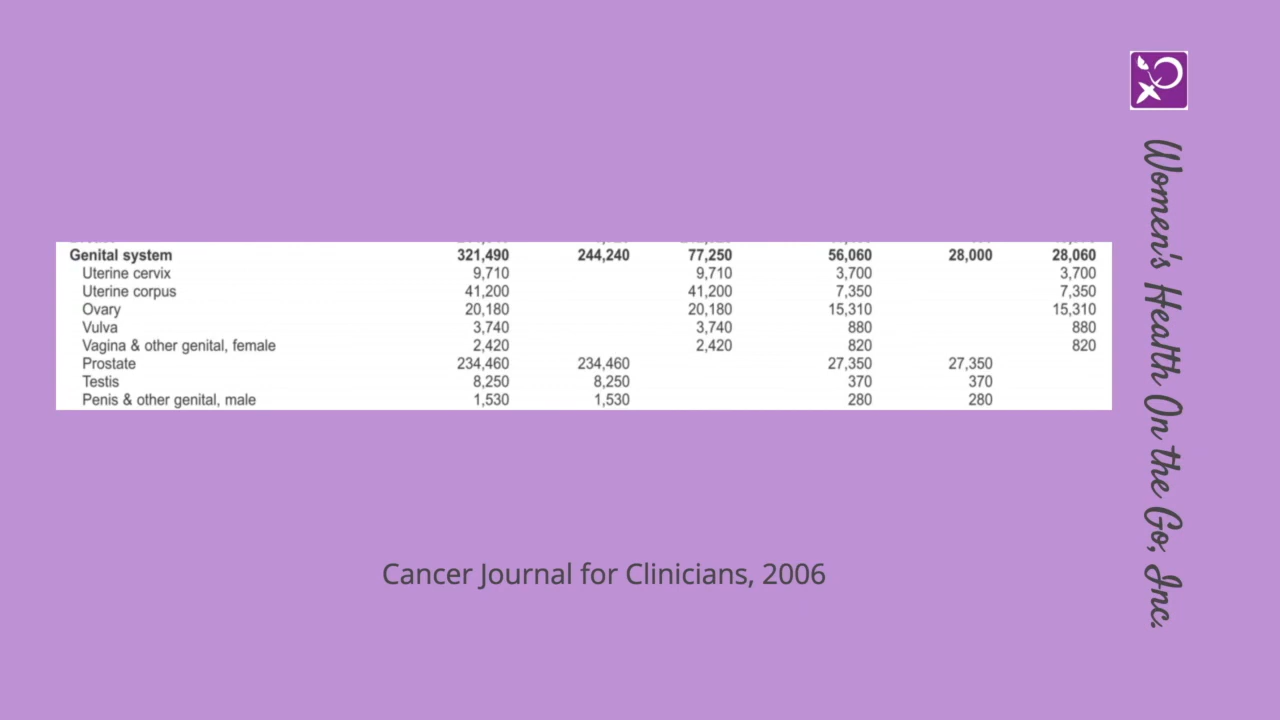 Genital system 321,490 244,240 77,250 56,060 28,000 28,060
Uterine cervix 9,710 9,710 3,700 3,700
Uterine corpus 41,200 41,200 7,350 7,350
Ovary 20,180 20,180 15,310 15,310
Vulva 3,740 3,740 880 880
Vagina & other genital, female 2,420 2,420 820 820
Prostate 234,460 234,460 27,350 27,350
Testis 8,250 8,250 370 370
Penis & other genital, male 1,530 1,530 280 280
Cancer Journal for Clinicians, 2006
Women's Health On the Go, Inc.